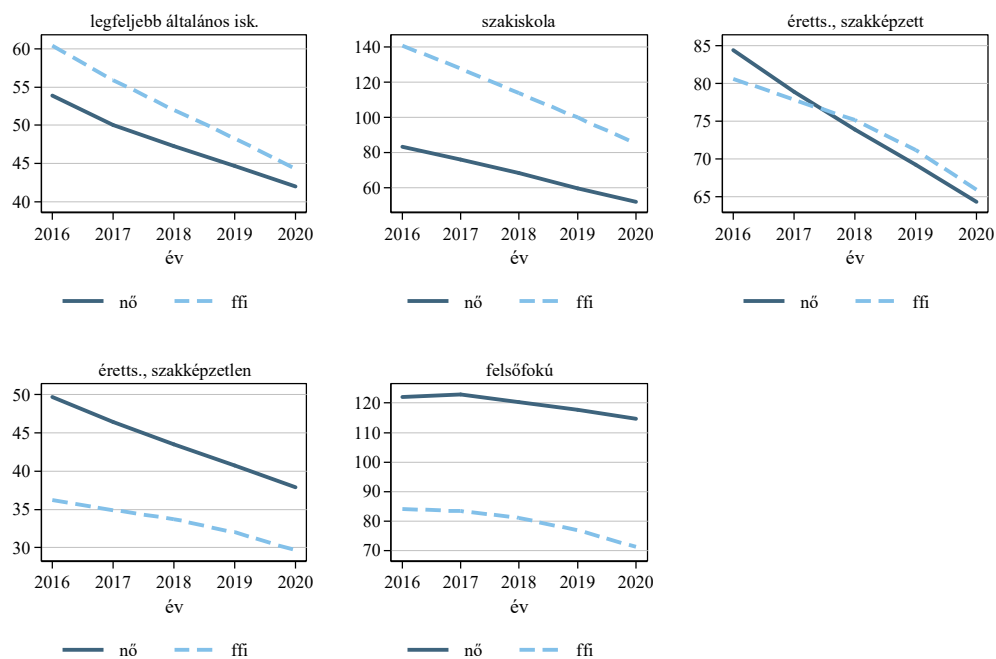 legfeljebb általános isk.
60
55
50
45
40
2016 2017 2018 2019 2020
év
nő ffi
szakiskola
140
120
100
80
60
2016 2017 2018 2019 2020
év
nő ffi
éretts., szakképzett
85
80
75
70
65
2016 2017 2018 2019 2020
év
nő ffi
éretts., szakképzetlen
50
45
40
35
30
2016 2017 2018 2019 2020
év
nő ffi
felsőfokú
120
110
100
90
80
70
2016 2017 2018 2019 2020
év
nő ffi